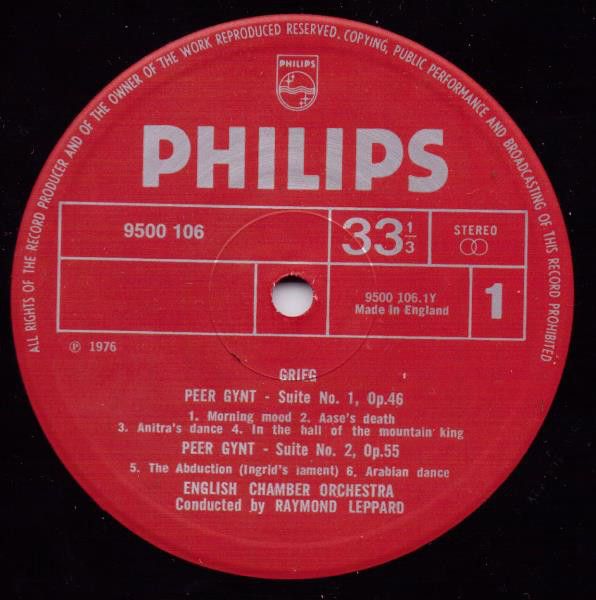 ALL RIGHTS OF THE RECORD PRODUCER AND OF THE OWNER OF THE WORK REPRODUCED RESERVED. COPYING, PUBLIC PERFORMANCE AND BROADCASTING OF THIS RECORD PROHIBITED
PHILIPS
PHILIPS
9500 106
33 1/3
STEREO
9500 106.1Y
Made in England
1
℗ 1976
GRIEG
PEER GYNT - Suite No. 1, Op.46
1. Morning mood 2. Aase's death
3. Anitra's dance 4. In the hall of the mountain king
PEER GYNT - Suite No. 2, Op.55
5. The Abduction (Ingrid's lament) 6. Arabian dance
ENGLISH CHAMBER ORCHESTRA
Conducted by RAYMOND LEPPARD